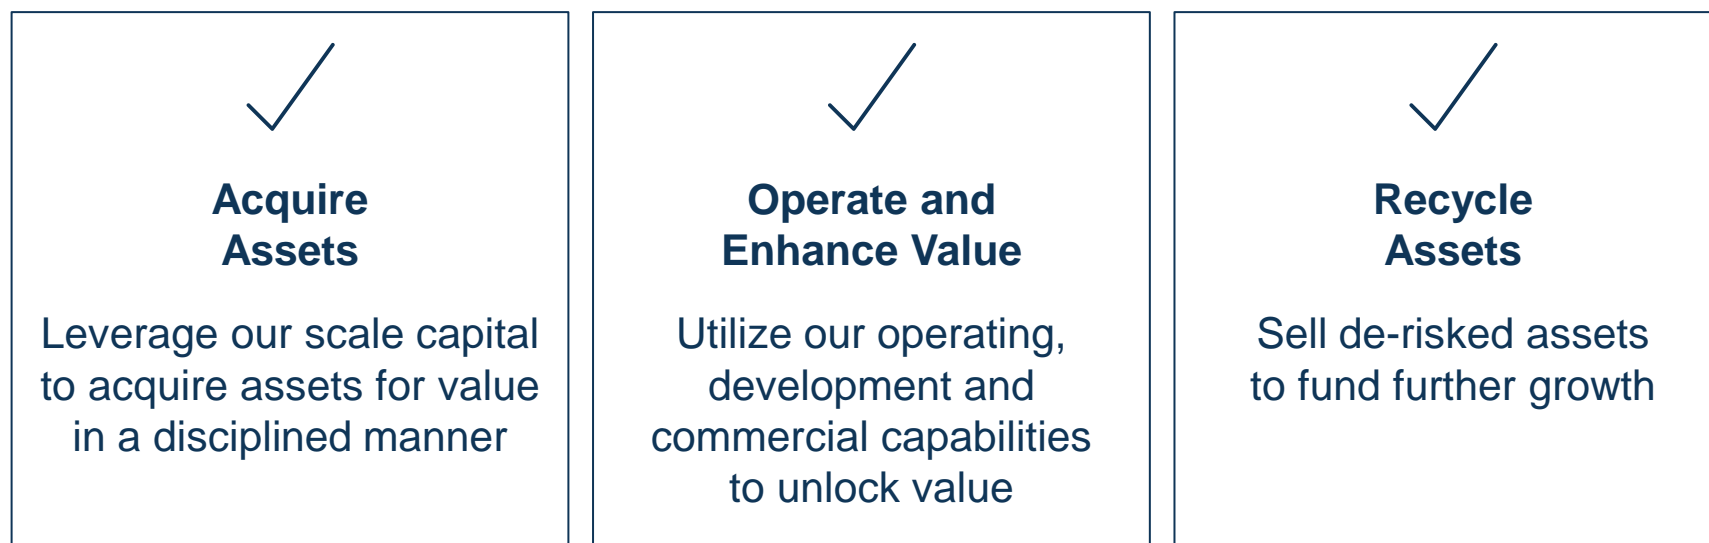 Acquire
Assets
Leverage our scale capital
to acquire assets for value
in a disciplined manner
Operate and
Enhance Value
Utilize our operating,
development and
commercial capabilities
to unlock value
Recycle
Assets
Sell de-risked assets
to fund further growth